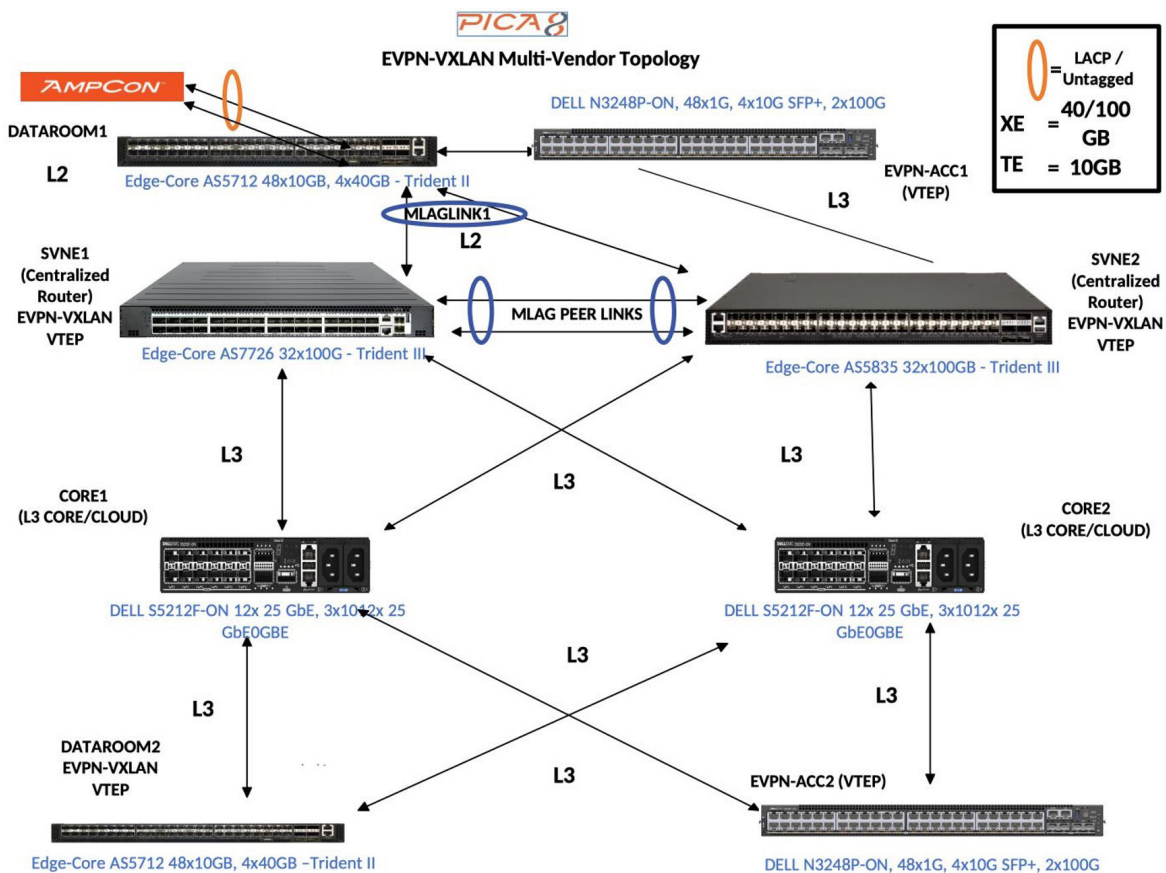 PICA8
EVPN-VXLAN Multi-Vendor Topology
= LACP /
Untagged
XE = 40/100
GB
TE = 10GB
AMPCON
DATAROOM1
L2
Edge-Core AS5712 48x10GB, 4x40GB - Trident II
DELL N3248P-ON, 48x1G, 4x10G SFP+, 2x100G
EVPN-ACC1
(VTEP)
L3
MLAGLINK1
L2
SVNE1
(Centralized
Router)
EVPN-VXLAN
VTEP
MLAG PEER LINKS
SVNE2
(Centralized
Router)
EVPN-VXLAN
VTEP
Edge-Core AS7726 32x100G - Trident III
Edge-Core AS5835 32x100GB - Trident III
L3
L3
L3
CORE1
(L3 CORE/CLOUD)
CORE2
(L3 CORE/CLOUD)
DELL S5212F-ON 12x 25 GbE, 3x1012x 25
GbE0GBE
DELL S5212F-ON 12x 25 GbE, 3x1012x 25
GbE0GBE
L3
L3
L3
L3
DATAROOM2
EVPN-VXLAN
VTEP
EVPN-ACC2 (VTEP)
Edge-Core AS5712 48x10GB, 4x40GB –Trident II
DELL N3248P-ON, 48x1G, 4x10G SFP+, 2x100G